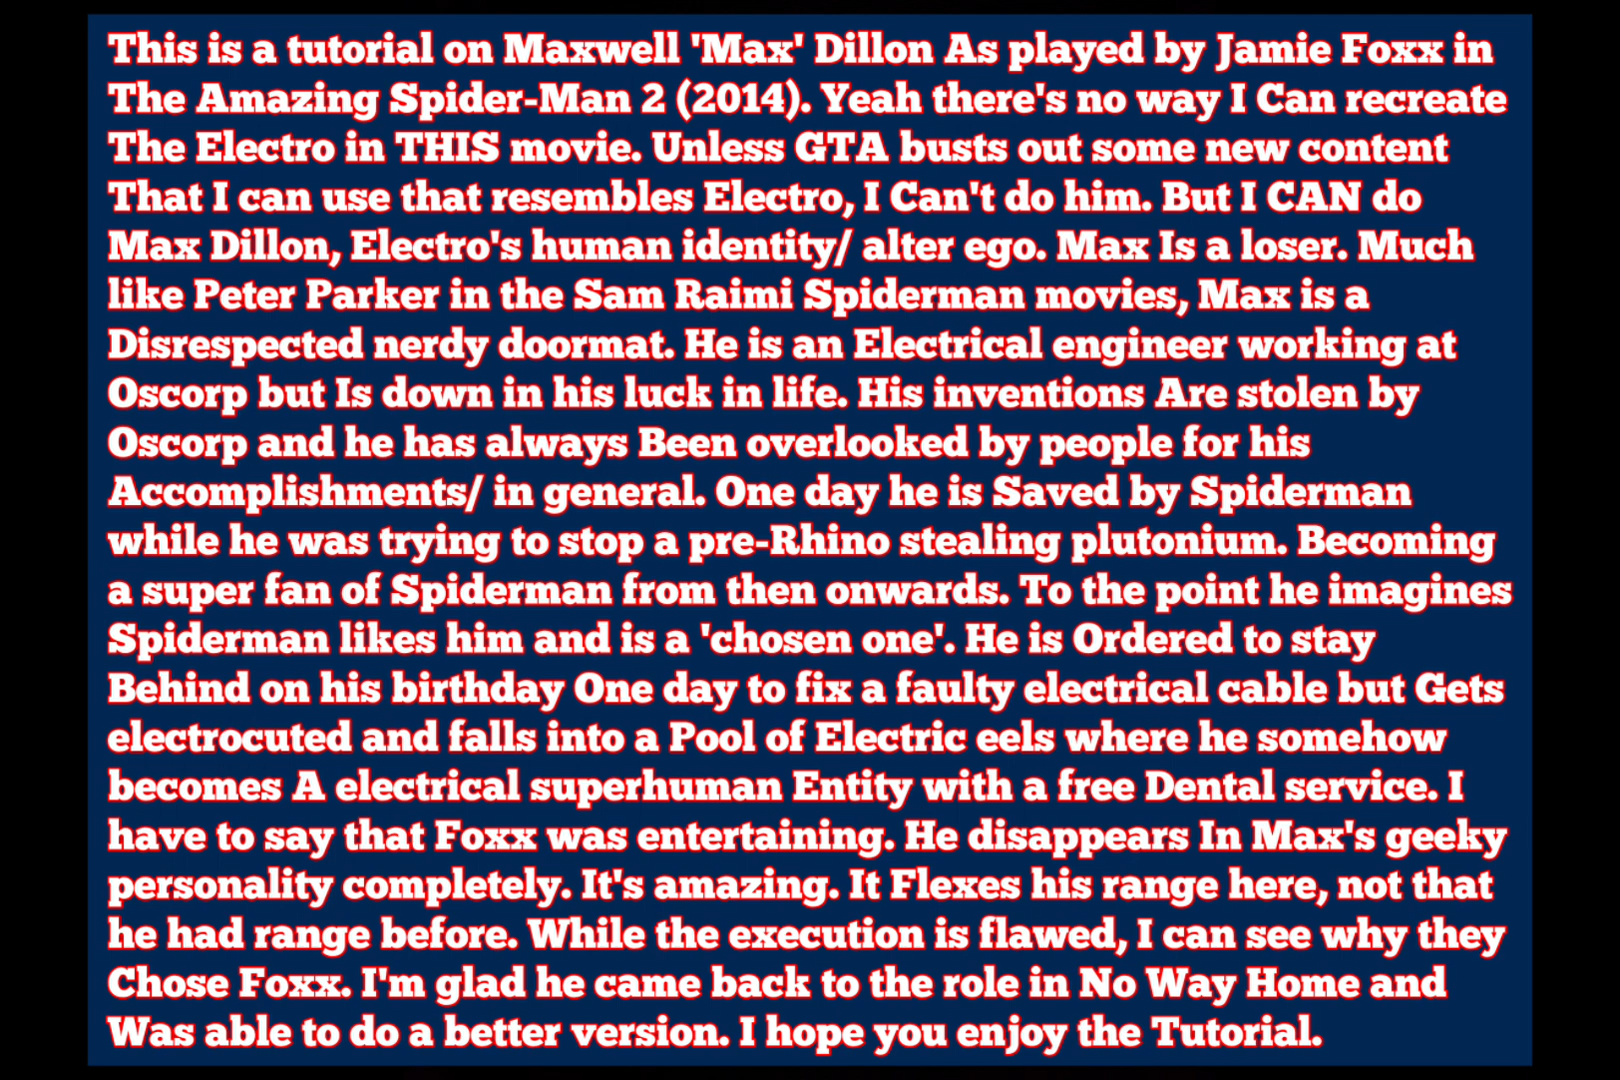 This is a tutorial on Maxwell 'Max' Dillon As played by Jamie Foxx in
The Amazing Spider-Man 2 (2014). Yeah there's no way I Can recreate
The Electro in THIS movie. Unless GTA busts out some new content
That I can use that resembles Electro, I Can't do him. But I CAN do
Max Dillon, Electro's human identity/ alter ego. Max Is a loser. Much
like Peter Parker in the Sam Raimi Spiderman movies, Max is a
Disrespected nerdy doormat. He is an Electrical engineer working at
Oscorp but Is down in his luck in life. His inventions Are stolen by
Oscorp and he has always Been overlooked by people for his
Accomplishments/ in general. One day he is Saved by Spiderman
while he was trying to stop a pre-Rhino stealing plutonium. Becoming
a super fan of Spiderman from then onwards. To the point he imagines
Spiderman likes him and is a 'chosen one'. He is Ordered to stay
Behind on his birthday One day to fix a faulty electrical cable but Gets
electrocuted and falls into a Pool of Electric eels where he somehow
becomes A electrical superhuman Entity with a free Dental service. I
have to say that Foxx was entertaining. He disappears In Max's geeky
personality completely. It's amazing. It Flexes his range here, not that
he had range before. While the execution is flawed, I can see why they
Chose Foxx. I'm glad he came back to the role in No Way Home and
Was able to do a better version. I hope you enjoy the Tutorial.